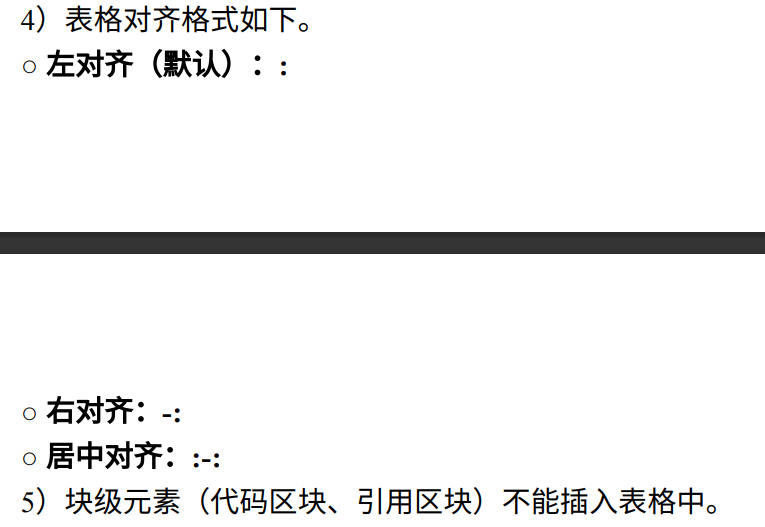 4）表格对齐格式如下。
○ 左对齐（默认）：:
○ 右对齐：-:
○ 居中对齐：:-:
5）块级元素（代码区块、引用区块）不能插入表格中。